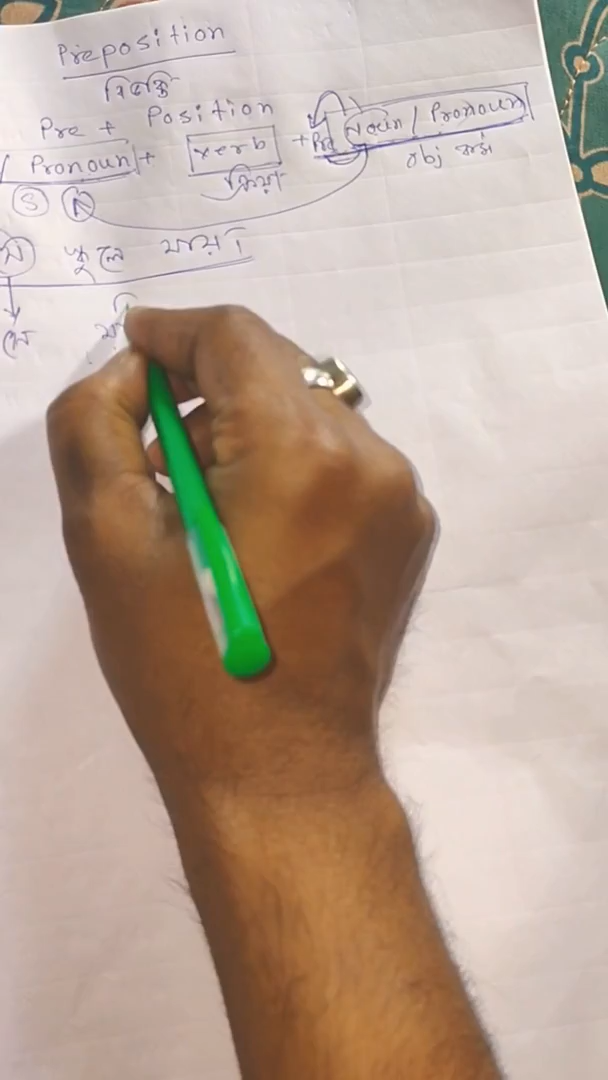 Preposition
বিভক্তি
Pre + Position
/ Pronoun + verb + Pre Noun / Pronoun
S N ক্রিয়া obj কর্ম
স্কুলে যায়।
সে